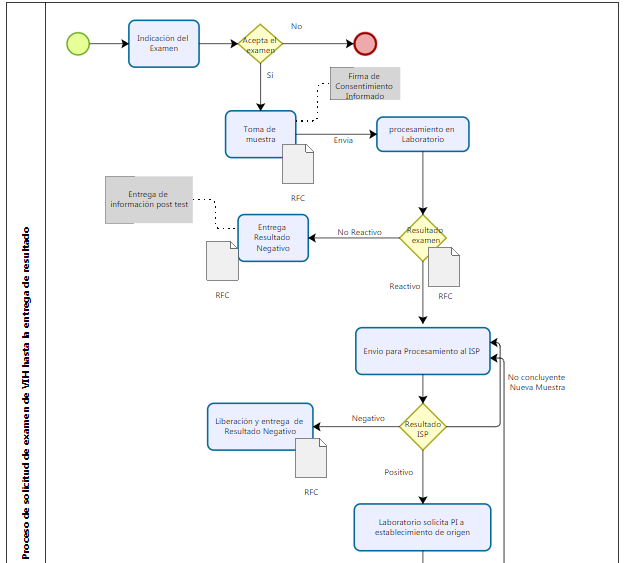 Proceso de solicitud de examen de VIH hasta la entrega de resultado
Indicación del
Examen
Acepta el
examen
No
Si
Firma de
Consentimiento
Informado
Toma de
muestra
Envía
procesamiento en
Laboratorio
RFC
Entrega de
información post test
Entrega
Resultado
Negativo
No Reactivo
Resultado
examen
RFC
RFC
Reactivo
Envio para Procesamiento al ISP
No concluyente
Nueva Muestra
Liberación y entrega de
Resultado Negativo
Negativo
Resultado
ISP
RFC
Positivo
Laboratorio solicita PI a
establecimiento de origen